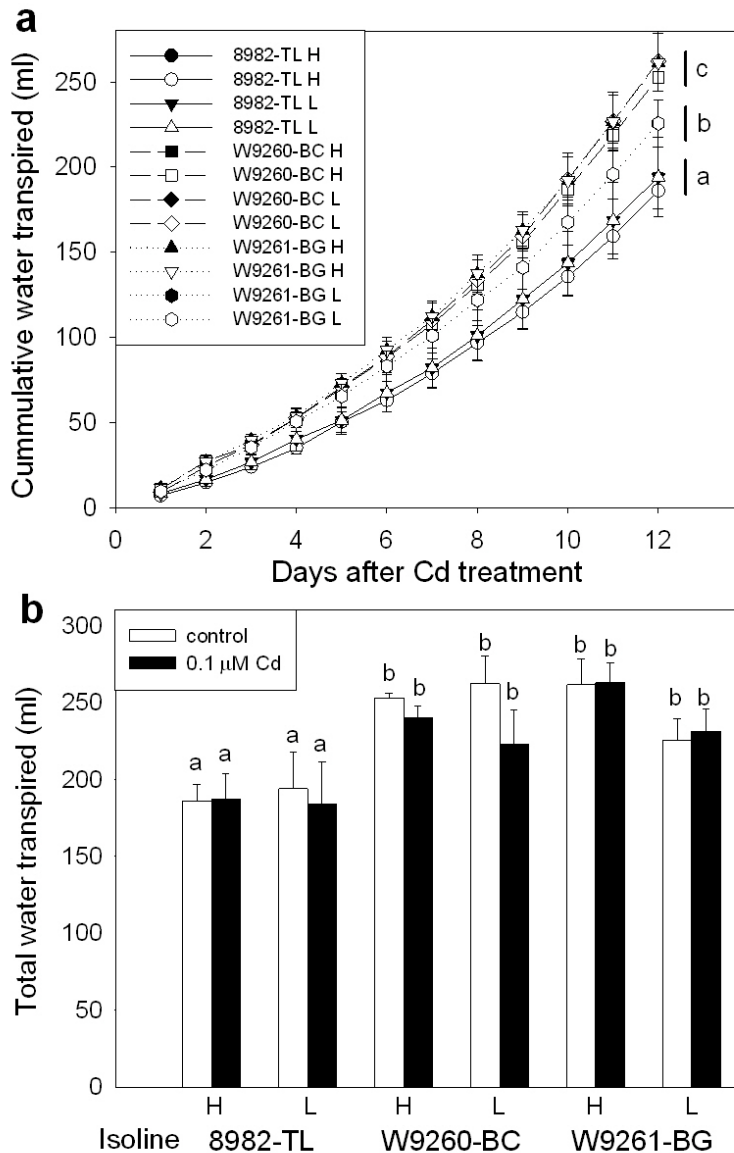 a
Cummulative water transpired (ml)
250
200
150
100
50
0
8982-TL H
8982-TL H
8982-TL L
8982-TL L
W9260-BC H
W9260-BC H
W9260-BC L
W9260-BC L
W9261-BG H
W9261-BG H
W9261-BG L
W9261-BG L
c
b
a
0 2 4 6 8 10 12
Days after Cd treatment
b
Total water transpired (ml)
300
250
200
150
100
50
0
control
0.1 μM Cd
a a a a b b b b b b b b
H L H L H L
Isoline 8982-TL W9260-BC W9261-BG